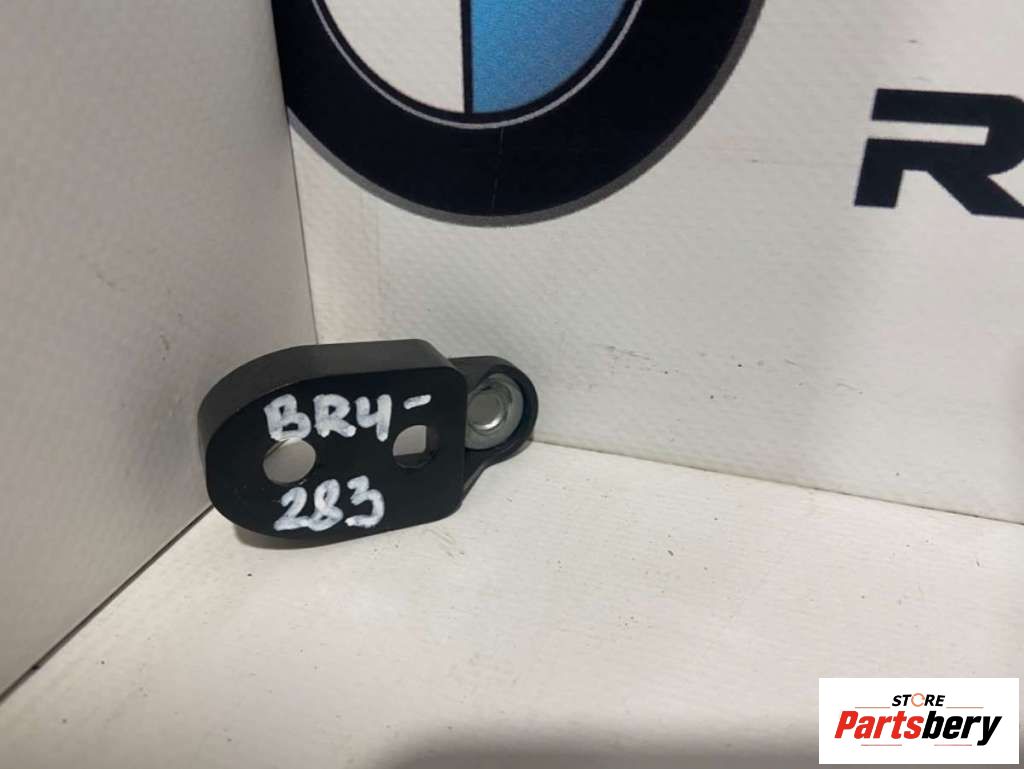 R
BR4-
283
STORE
Partsbery